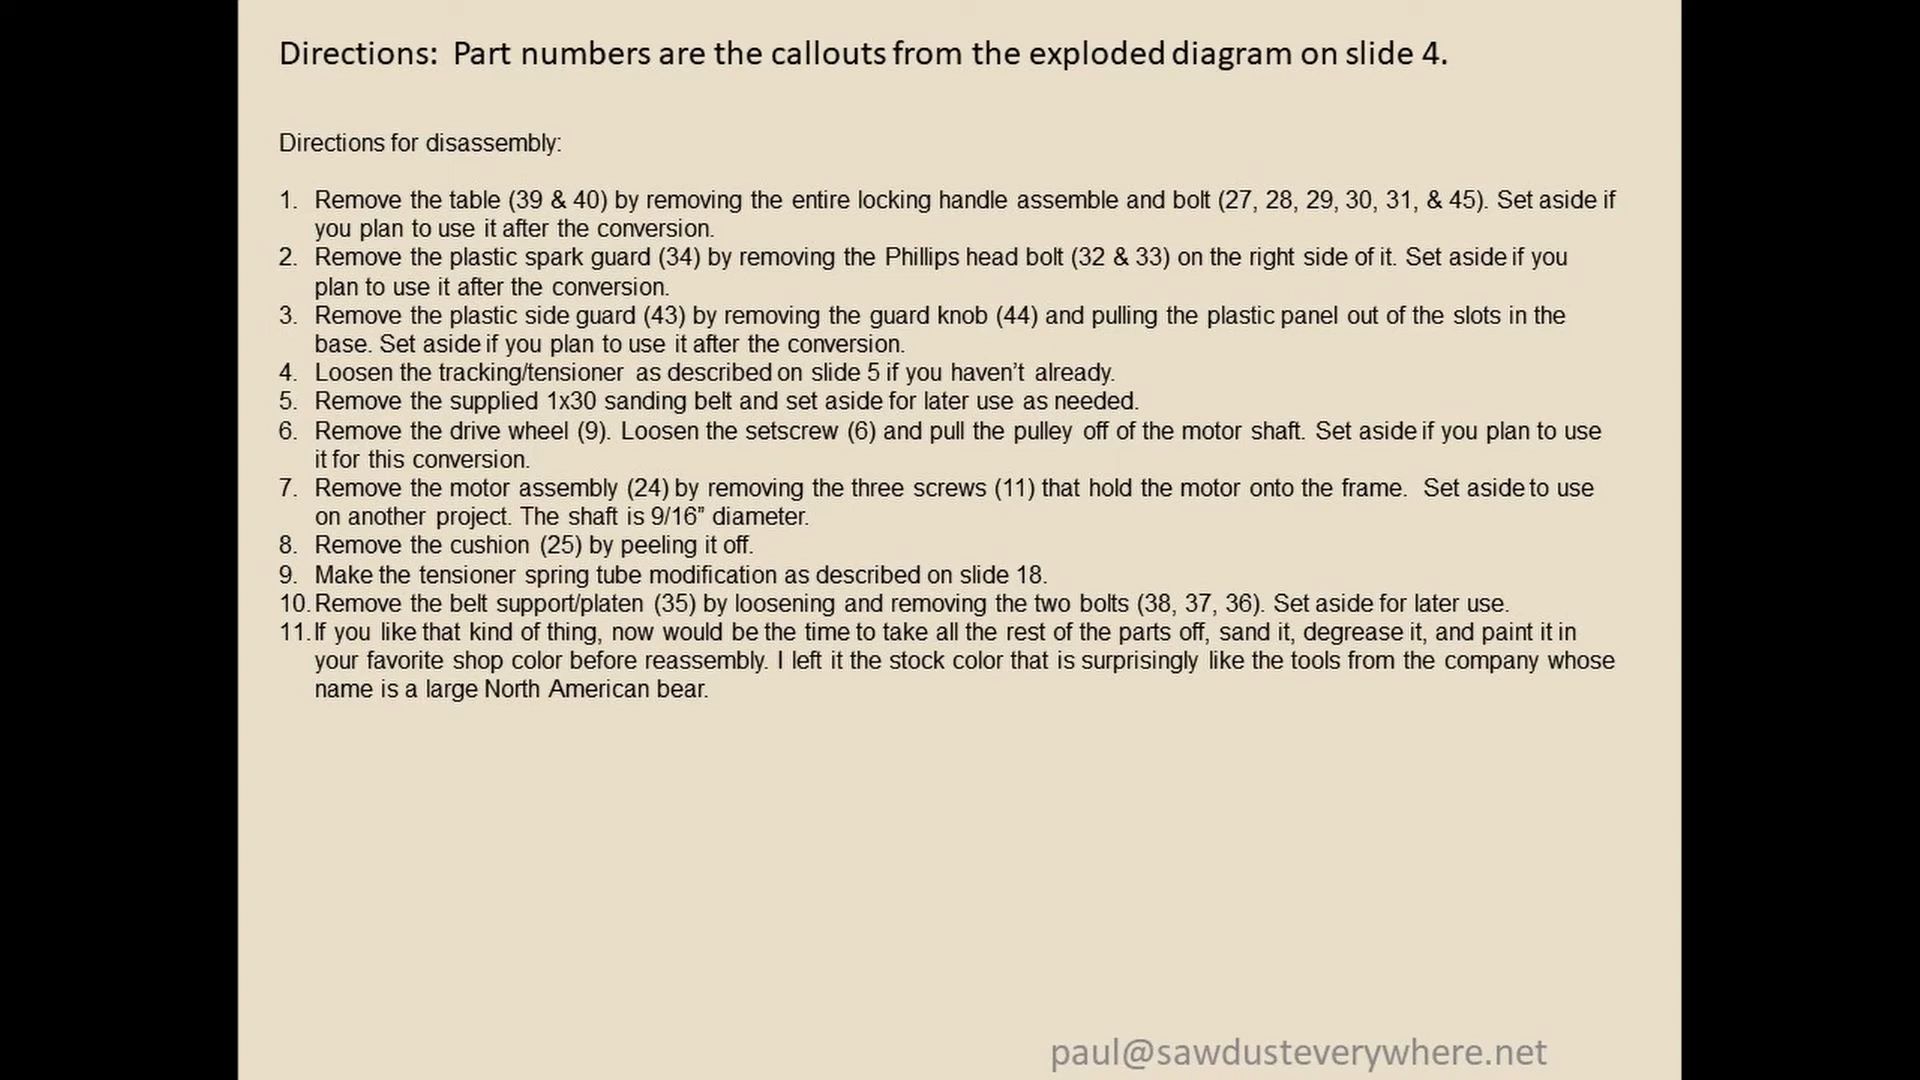 Directions:  Part numbers are the callouts from the exploded diagram on slide 4.
Directions for disassembly:
1. Remove the table (39 & 40) by removing the entire locking handle assemble and bolt (27, 28, 29, 30, 31, & 45). Set aside if
you plan to use it after the conversion.
2. Remove the plastic spark guard (34) by removing the Phillips head bolt (32 & 33) on the right side of it. Set aside if you
plan to use it after the conversion.
3. Remove the plastic side guard (43) by removing the guard knob (44) and pulling the plastic panel out of the slots in the
base. Set aside if you plan to use it after the conversion.
4. Loosen the tracking/tensioner as described on slide 5 if you haven’t already.
5. Remove the supplied 1x30 sanding belt and set aside for later use as needed.
6. Remove the drive wheel (9). Loosen the setscrew (6) and pull the pulley off of the motor shaft. Set aside if you plan to use
it for this conversion.
7. Remove the motor assembly (24) by removing the three screws (11) that hold the motor onto the frame.  Set aside to use
on another project. The shaft is 9/16” diameter.
8. Remove the cushion (25) by peeling it off.
9. Make the tensioner spring tube modification as described on slide 18.
10. Remove the belt support/platen (35) by loosening and removing the two bolts (38, 37, 36). Set aside for later use.
11. If you like that kind of thing, now would be the time to take all the rest of the parts off, sand it, degrease it, and paint it in
your favorite shop color before reassembly. I left it the stock color that is surprisingly like the tools from the company whose
name is a large North American bear.
paul@sawdusteverywhere.net